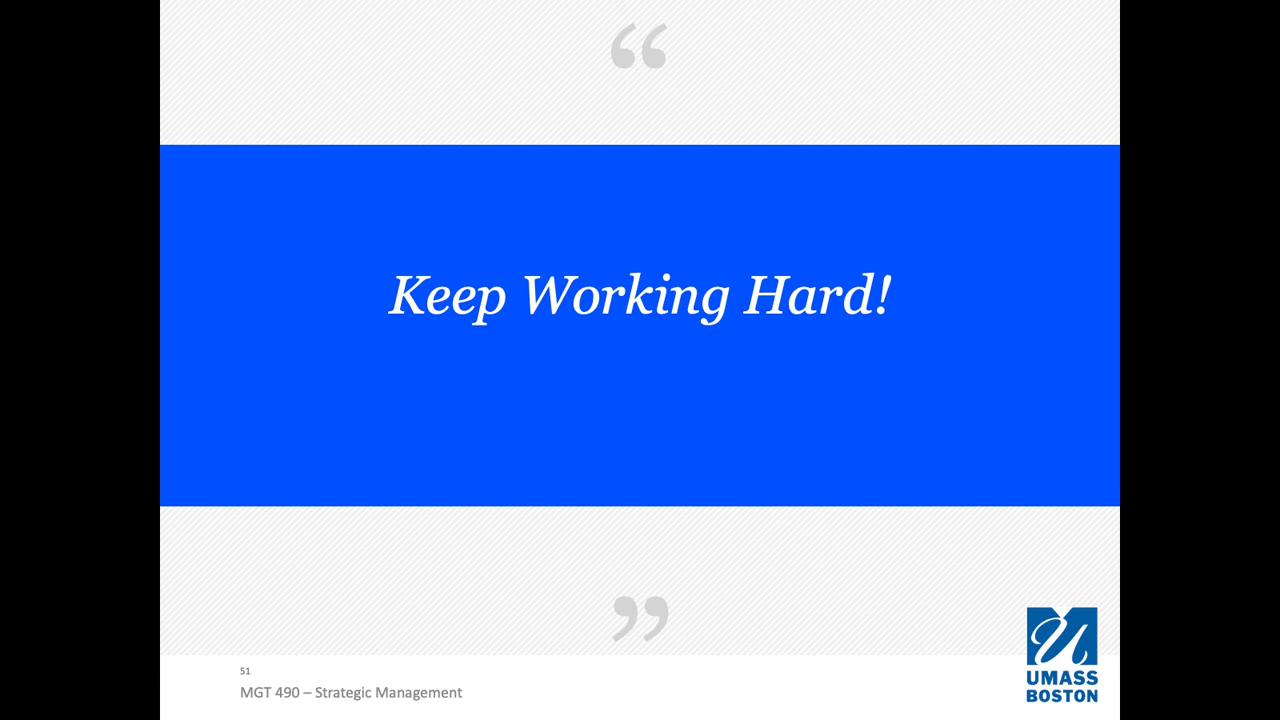 “
Keep Working Hard!
”
51
MGT 490 – Strategic Management
UMASS
BOSTON